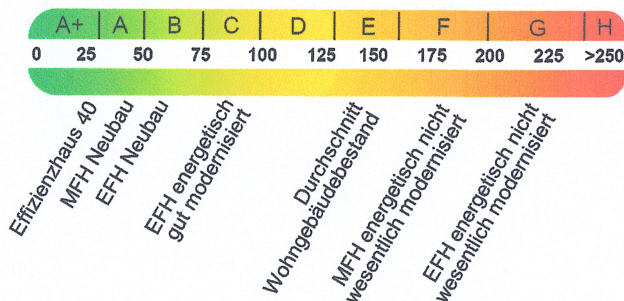 A+ A B C D E F G H
0 25 50 75 100 125 150 175 200 225 >250
Effizienzhaus 40
MFH Neubau
EFH Neubau
EFH energetisch
gut modernisiert
Durchschnitt
Wohngebäudebestand
MFH energetisch nicht
wesentlich modernisiert
EFH energetisch nicht
wesentlich modernisiert